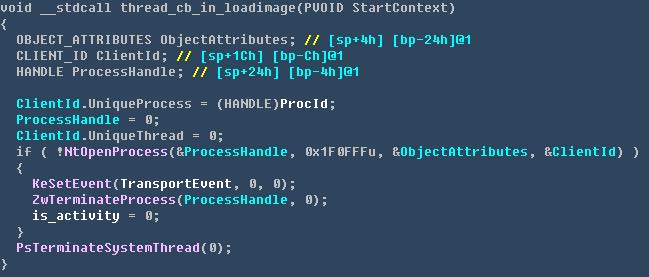 void __stdcall thread_cb_in_loadimage(PVOID StartContext)
{
  OBJECT_ATTRIBUTES ObjectAttributes; // [sp+4h] [bp-24h]@1
  CLIENT_ID ClientId; // [sp+1Ch] [bp-Ch]@1
  HANDLE ProcessHandle; // [sp+24h] [bp-4h]@1

  ClientId.UniqueProcess = (HANDLE)ProcId;
  ProcessHandle = 0;
  ClientId.UniqueThread = 0;
  if ( !NtOpenProcess(&ProcessHandle, 0x1F0FFFu, &ObjectAttributes, &ClientId) )
  {
    KeSetEvent(TransportEvent, 0, 0);
    ZwTerminateProcess(ProcessHandle, 0);
    is_activity = 0;
  }
  PsTerminateSystemThread(0);
}